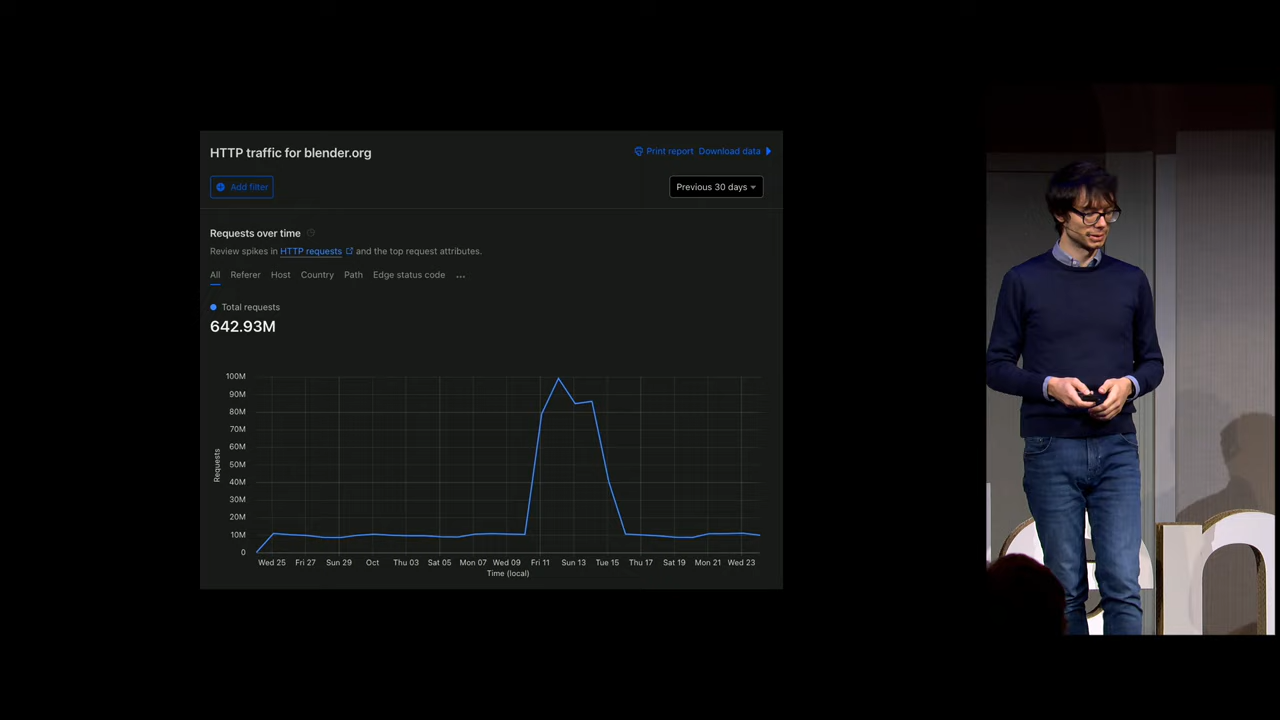 HTTP traffic for blender.org
Print report Download data
Add filter
Previous 30 days
Requests over time
Review spikes in HTTP requests and the top request attributes.
All Referer Host Country Path Edge status code ...
Total requests
642.93M
100M
90M
80M
70M
60M
50M
40M
30M
20M
10M
0
Requests
Wed 25 Fri 27 Sun 29 Oct Thu 03 Sat 05 Mon 07 Wed 09 Fri 11 Sun 13 Tue 15 Thu 17 Sat 19 Mon 21 Wed 23
Time (local)
en